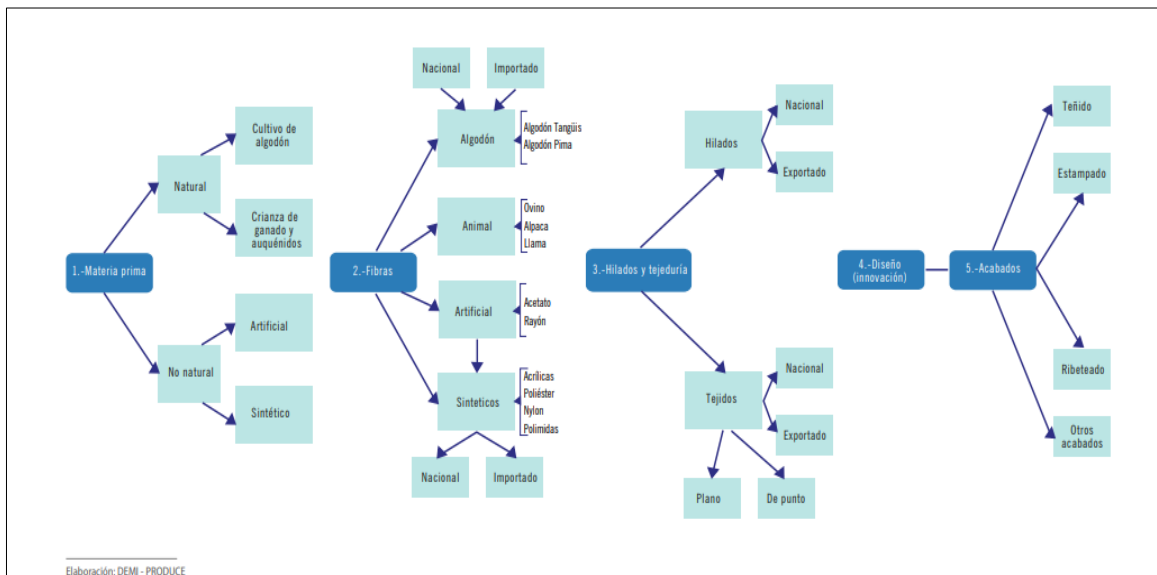 1.-Materia prima
Natural
Cultivo de
algodón
Crianza de
ganado y
auquénidos
No natural
Artificial
Sintético
2.-Fibras
Nacional
Importado
Algodón
Algodón Tangüis
Algodón Pima
Animal
Ovino
Alpaca
Llama
Artificial
Acetato
Rayón
Sinteticos
Acrílicas
Poliéster
Nylon
Polimidas
Nacional
Importado
3.-Hilados y tejeduría
Hilados
Nacional
Exportado
Tejidos
Nacional
Exportado
Plano
De punto
4.-Diseño
(innovación)
5.-Acabados
Teñido
Estampado
Ribeteado
Otros
acabados
Elaboración: DEMI - PRODUCE